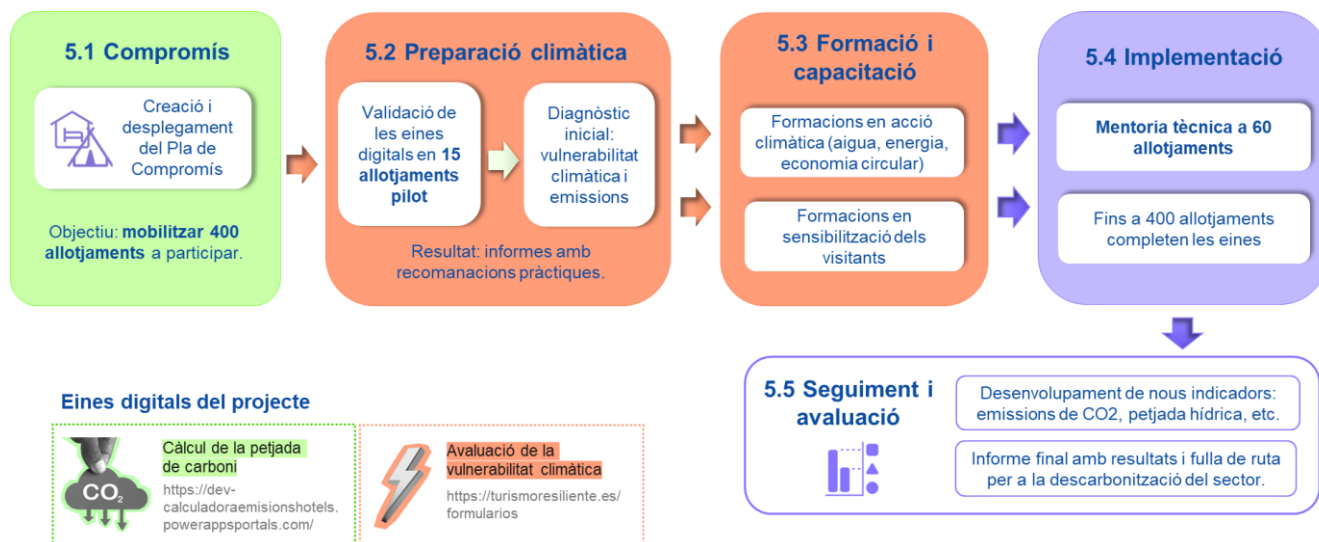 5.1 Compromís
Creació i
desplegament
del Pla de
Compromís
Objectiu: mobilitzar 400
allotjaments a participar.
5.2 Preparació climàtica
Validació de
les eines
digitals en 15
allotjaments
pilot
Diagnòstic
inicial:
vulnerabilitat
climàtica i
emissions
Resultat: informes amb
recomanacions pràctiques.
5.3 Formació i
capacitació
Formacions en acció
climàtica (aigua, energia,
economia circular)
Formacions en
sensibilització dels
visitants
5.4 Implementació
Mentoria tècnica a 60
allotjaments
Fins a 400 allotjaments
completen les eines
5.5 Seguiment i
avaluació
Desenvolupament de nous indicadors:
emissions de CO2, petjada hídrica, etc.
Informe final amb resultats i fulla de ruta
per a la descarbonització del sector.
Eines digitals del projecte
CO2
Càlcul de la petjada
de carboni
https://dev-
calculadoraemisionshotels.
powerappsportals.com/
Avaluació de la
vulnerabilitat climàtica
https://turismoresiliente.es/
formularios